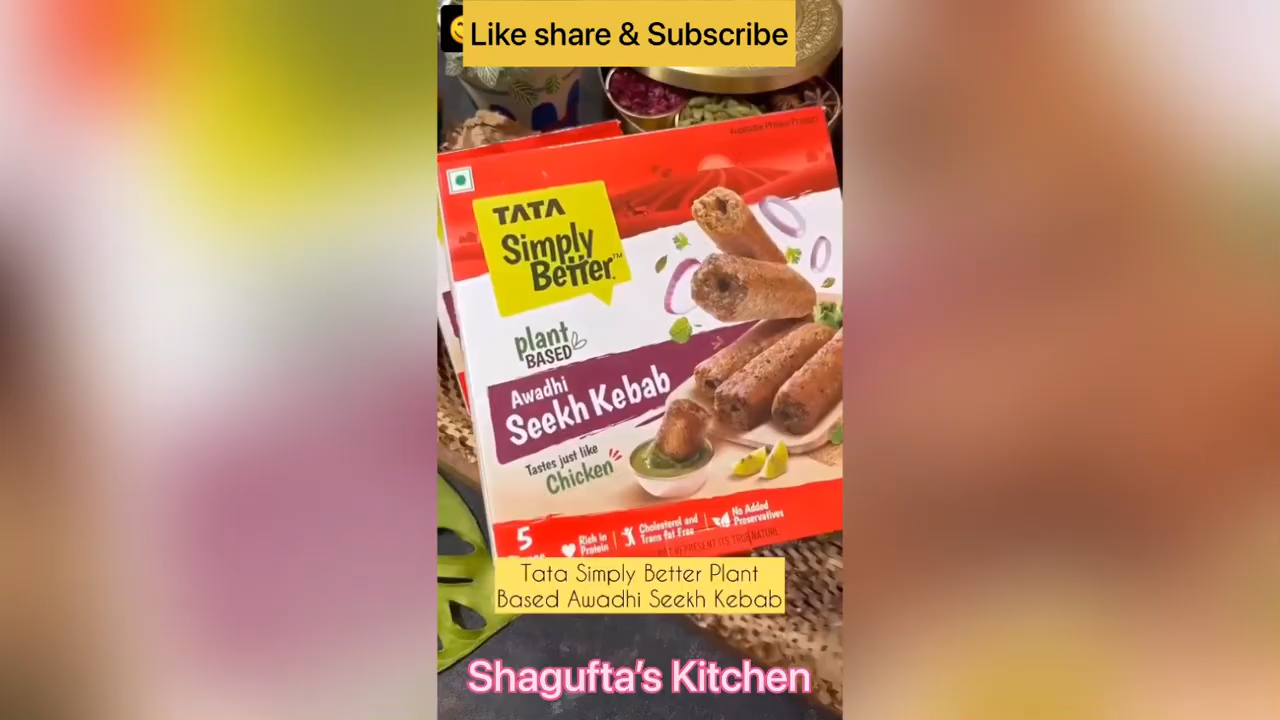 Like share & Subscribe
TATA
Simply
Better™
plant
BASED
Awadhi
Seekh Kebab
Tastes just like
Chicken
5
Rich in
Protein
Cholesterol and
Trans fat Free
No Added
Preservatives
Tata Simply Better Plant
Based Awadhi Seekh Kebab
Shagufta's Kitchen